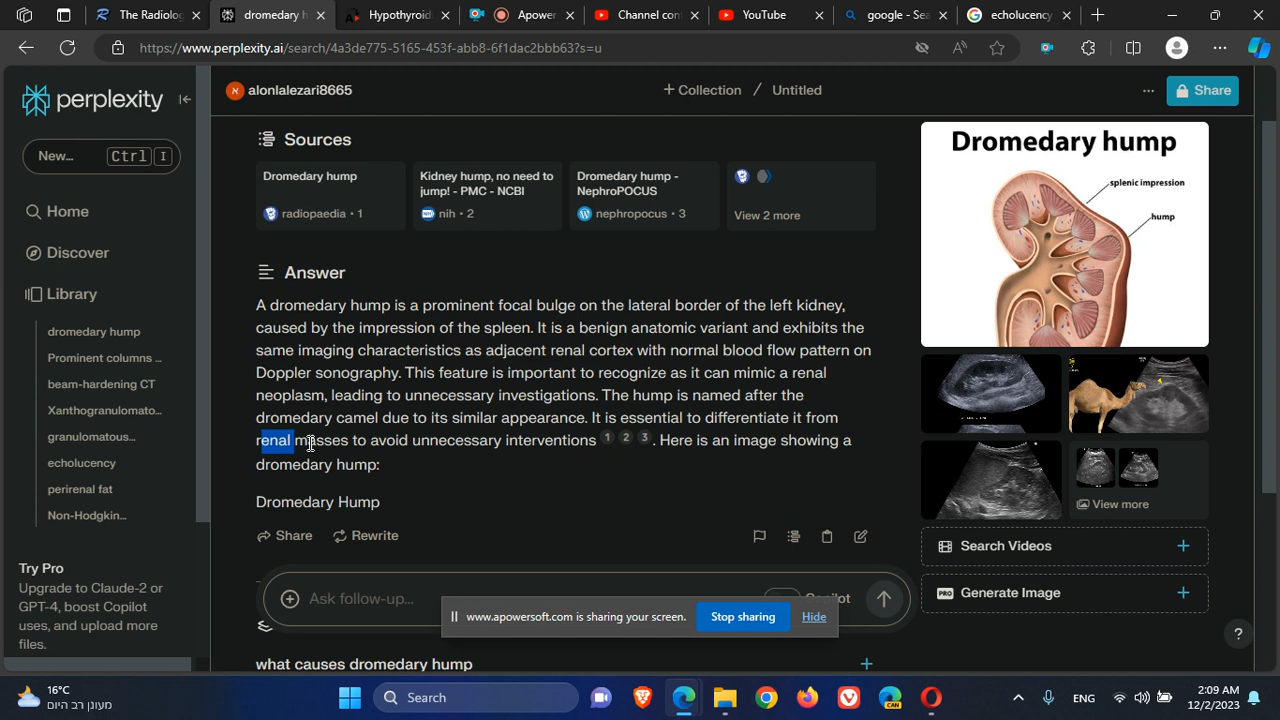 The Radiolog
dromedary h
Hypothyroid
Apower
Channel con
YouTube
google - Sea
echolucency
https://www.perplexity.ai/search/4a3de775-5165-453f-abb8-6f1dac2bbb63?s=u
perplexity
New... Ctrl I
Home
Discover
Library
dromedary hump
Prominent columns ...
beam-hardening CT
Xanthogranulomato...
granulomatous...
echolucency
perirenal fat
Non-Hodgkin...
Try Pro
Upgrade to Claude-2 or
GPT-4, boost Copilot
uses, and upload more
files.
alonlalezari8665
+ Collection / Untitled
Share
Sources
Dromedary hump
radiopaedia • 1
Kidney hump, no need to
jump! - PMC - NCBI
nih • 2
Dromedary hump -
NephroPOCUS
nephropocus • 3
View 2 more
Answer
A dromedary hump is a prominent focal bulge on the lateral border of the left kidney,
caused by the impression of the spleen. It is a benign anatomic variant and exhibits the
same imaging characteristics as adjacent renal cortex with normal blood flow pattern on
Doppler sonography. This feature is important to recognize as it can mimic a renal
neoplasm, leading to unnecessary investigations. The hump is named after the
dromedary camel due to its similar appearance. It is essential to differentiate it from
renal masses to avoid unnecessary interventions 1 2 3 . Here is an image showing a
dromedary hump:
Dromedary Hump
Share
Rewrite
Ask follow-up...
Copilot
www.apowersoft.com is sharing your screen.
Stop sharing
Hide
what causes dromedary hump
Dromedary hump
splenic impression
hump
View more
Search Videos
PRO Generate Image
?
16°C
מעונן רב היום
Search
CAN
ENG
2:09 AM
12/2/2023